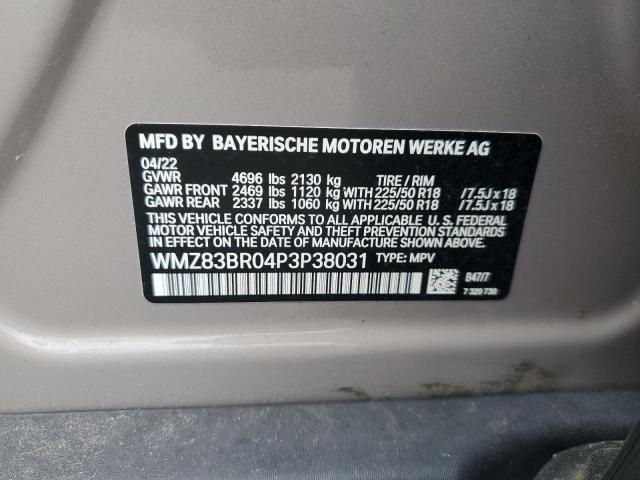 MFD BY BAYERISCHE MOTOREN WERKE AG
04/22
GVWR 4696 lbs 2130 kg TIRE / RIM
GAWR FRONT 2469 lbs 1120 kg WITH 225/50 R18 /7.5J x 18
GAWR REAR 2337 lbs 1060 kg WITH 225/50 R18 /7.5J x 18
THIS VEHICLE CONFORMS TO ALL APPLICABLE U. S. FEDERAL
MOTOR VEHICLE SAFETY, BUMPER, AND THEFT PREVENTION STANDARDS
IN EFFECT ON THE DATE OF MANUFACTURE SHOWN ABOVE.
WMZ83BR04P3P38031 TYPE: MPV
B47/7
7 320 730